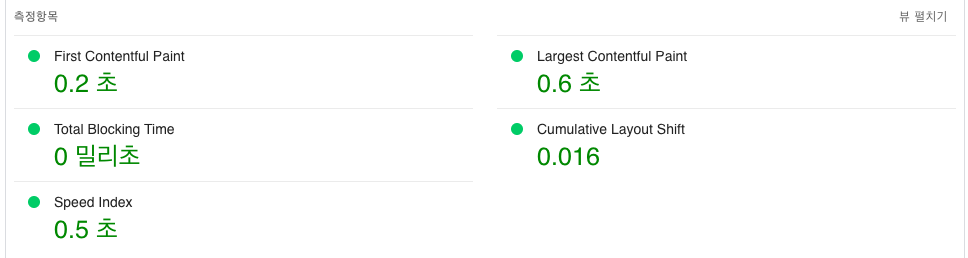 측정항목
뷰 펼치기
First Contentful Paint
0.2 초
Largest Contentful Paint
0.6 초
Total Blocking Time
0 밀리초
Cumulative Layout Shift
0.016
Speed Index
0.5 초